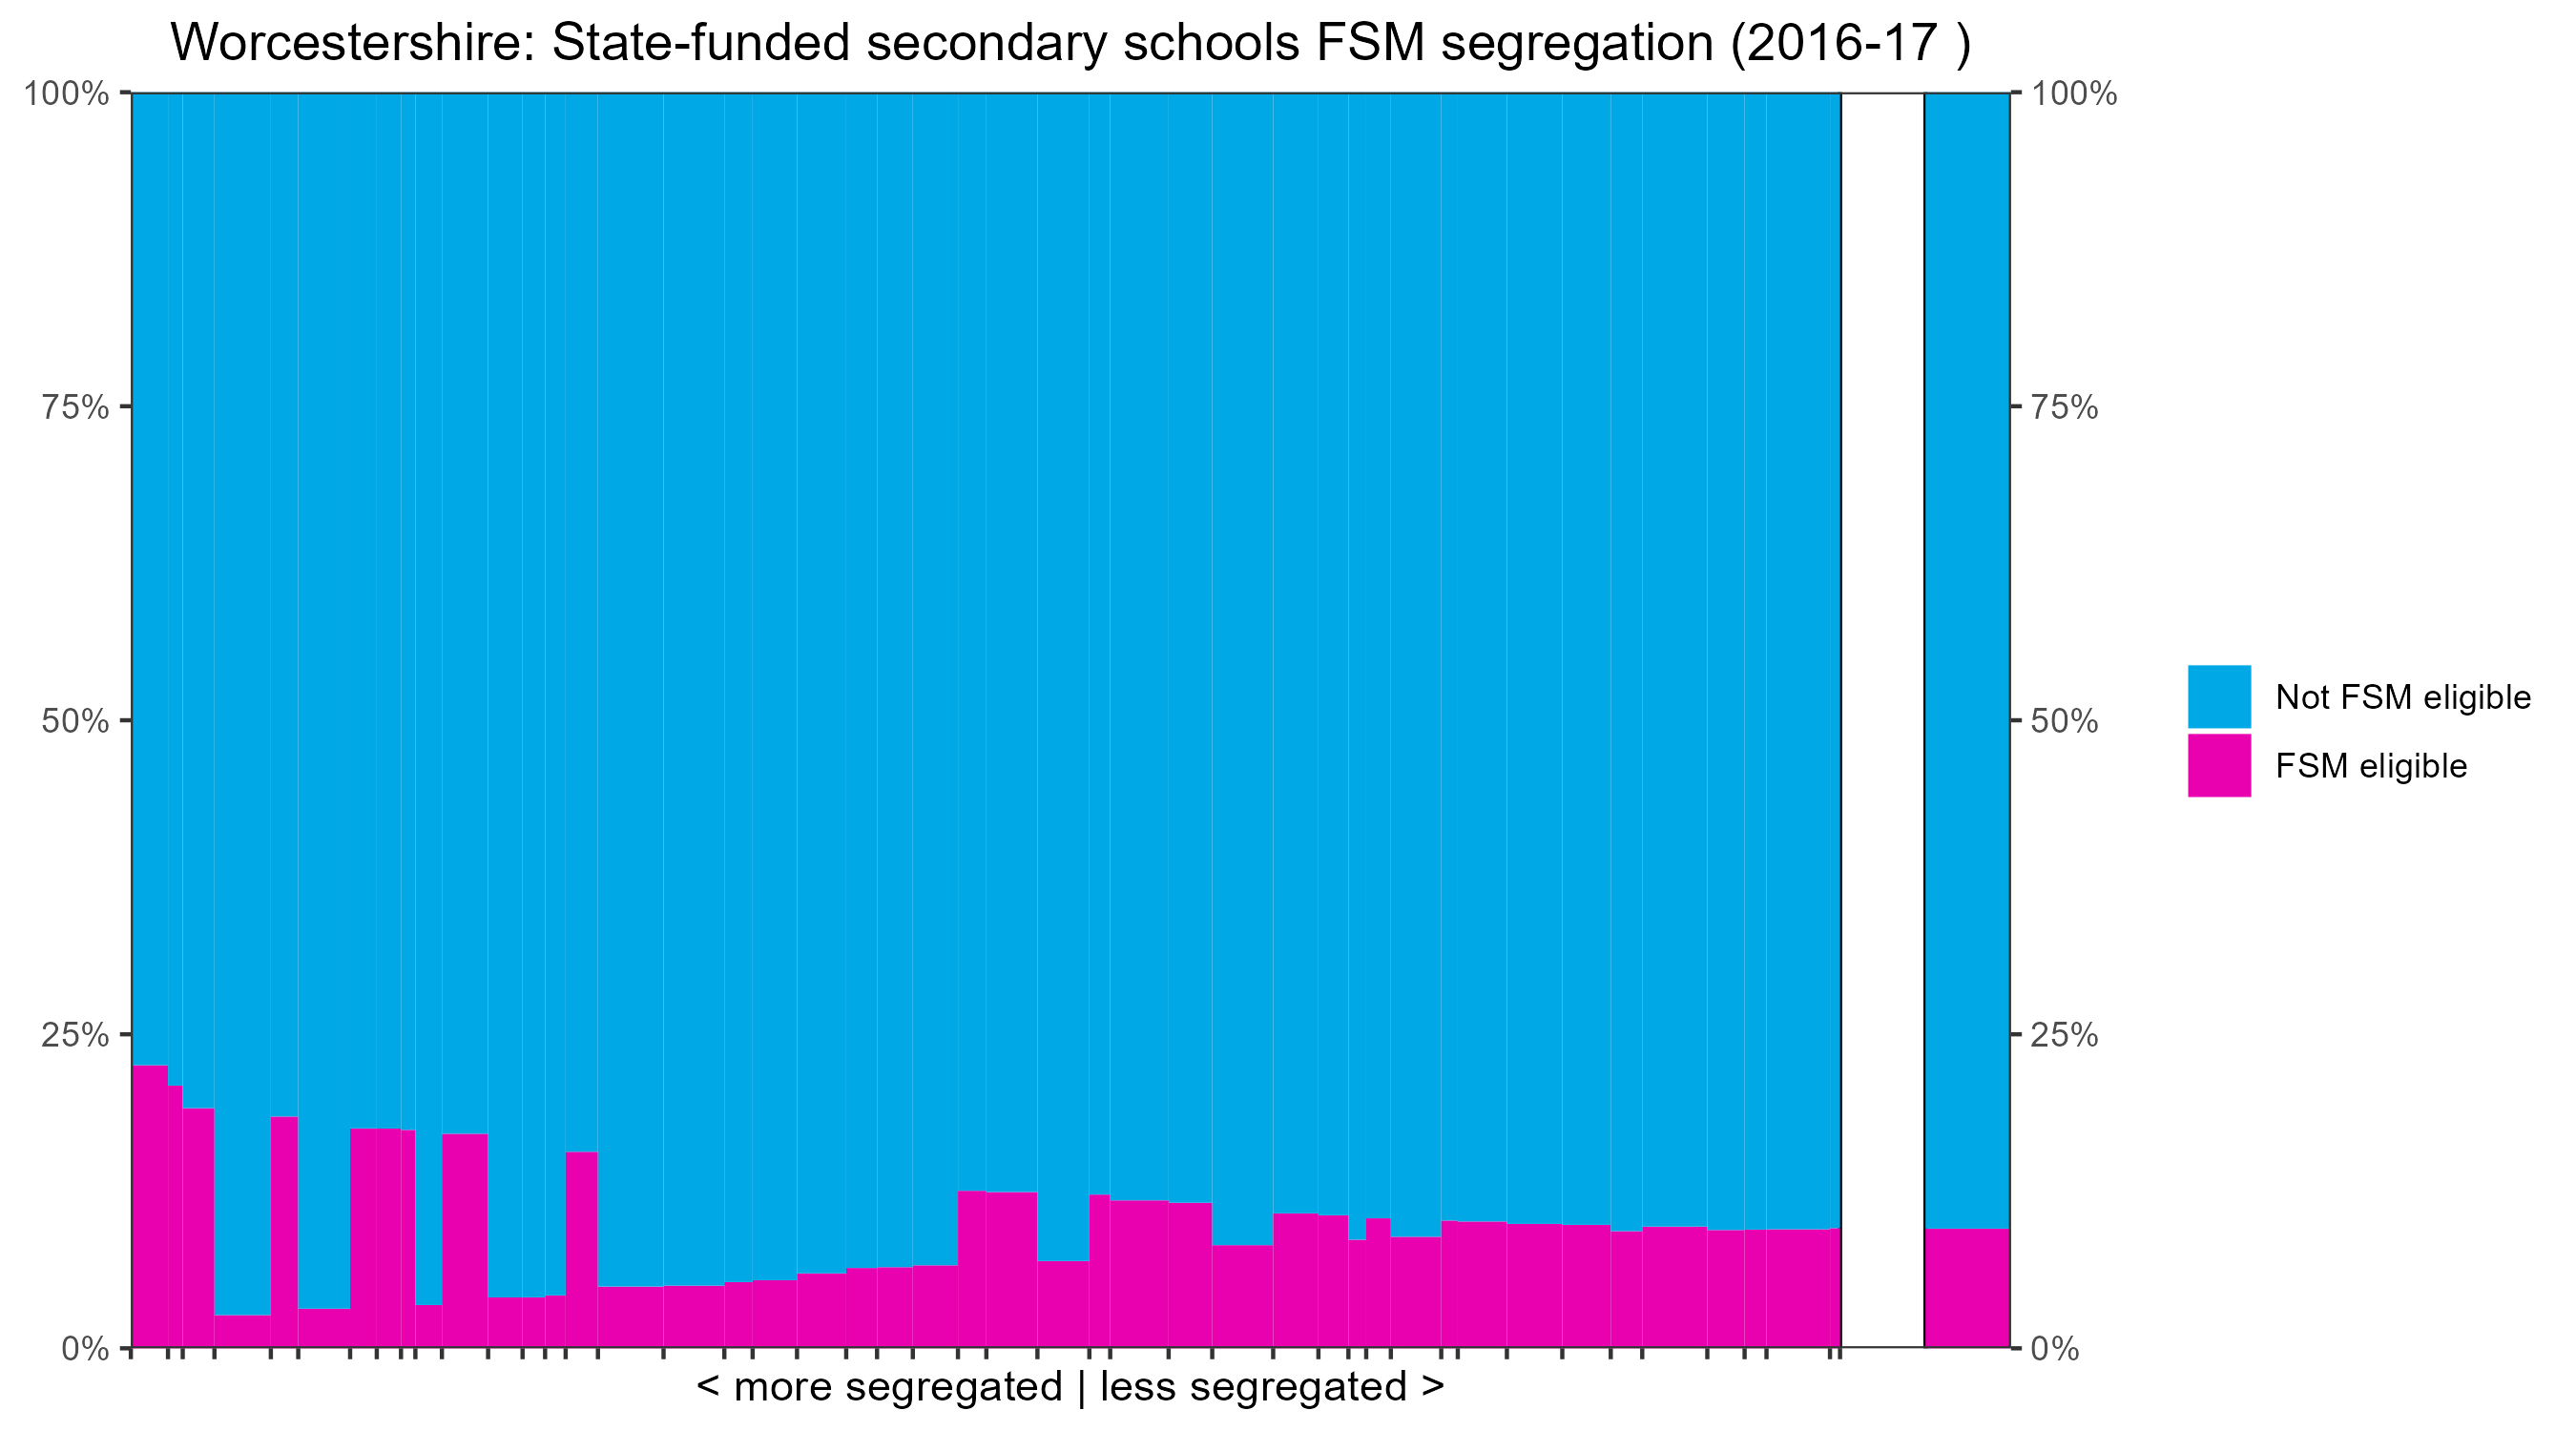 Worcestershire: State-funded secondary schools FSM segregation (2016-17 )
100%
75%
50%
25%
0%
100%
75%
50%
25%
0%
Not FSM eligible
FSM eligible
< more segregated | less segregated >